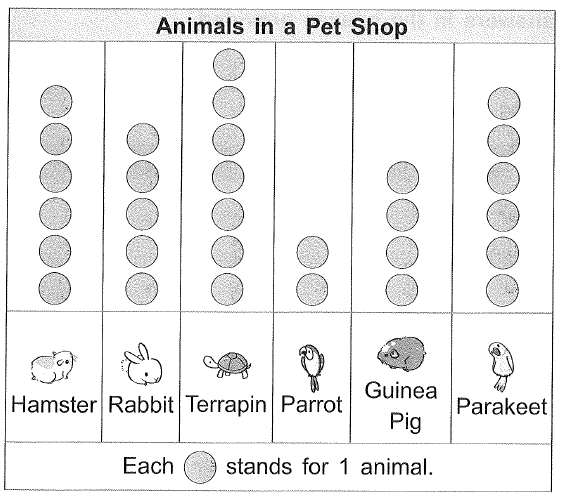 Animals in a Pet Shop
Hamster
Rabbit
Terrapin
Parrot
Guinea
Pig
Parakeet
Each stands for 1 animal.